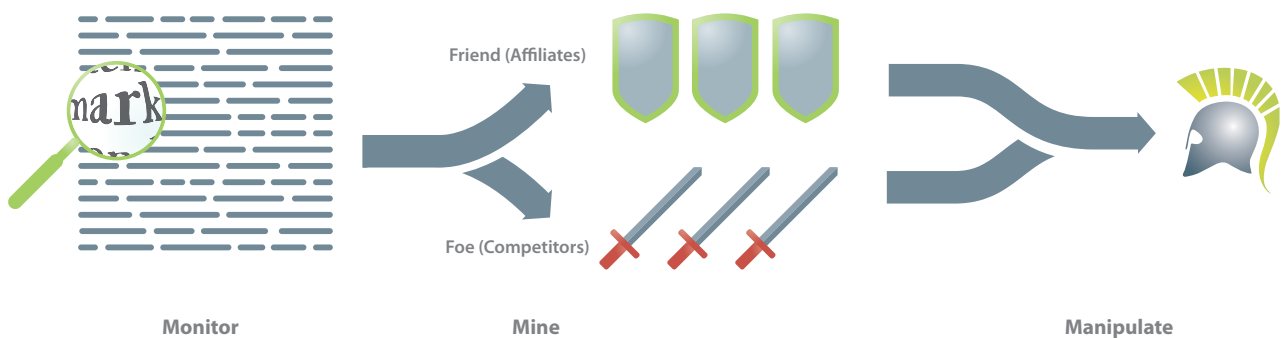 mark
Friend (Affiliates)
Foe (Competitors)
Monitor
Mine
Manipulate